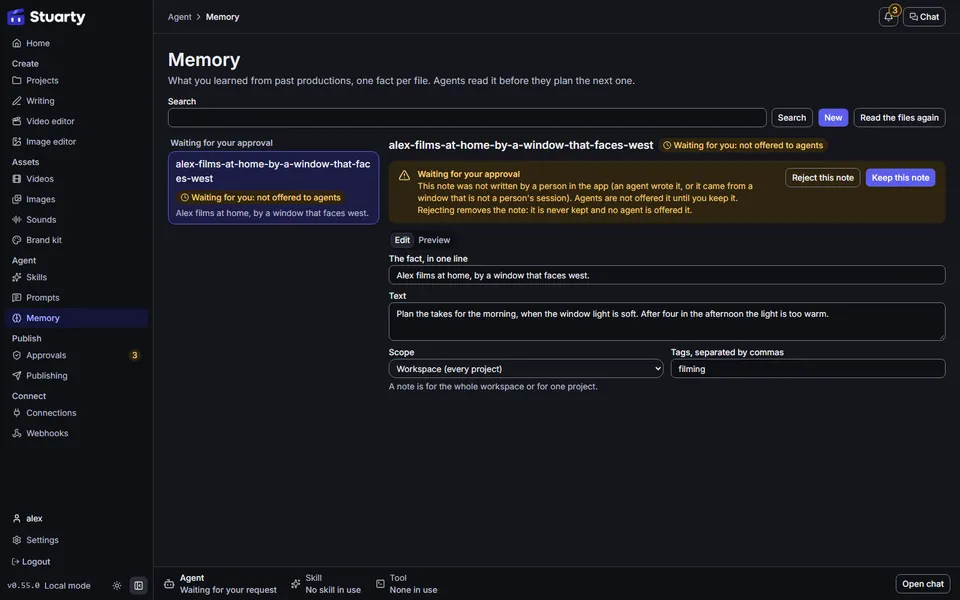 Stuarty
Agent > Memory
3
Chat
Home
Create
Projects
Writing
Video editor
Image editor
Assets
Videos
Images
Sounds
Brand kit
Agent
Skills
Prompts
Memory
Publish
Approvals 3
Publishing
Connect
Connections
Webhooks
alex
Settings
Logout
v0.55.0 Local mode
Memory
What you learned from past productions, one fact per file. Agents read it before they plan the next one.
Search
Search
New
Read the files again
Waiting for your approval
alex-films-at-home-by-a-window-that-fac
es-west
Waiting for you: not offered to agents
Alex films at home, by a window that faces west.
alex-films-at-home-by-a-window-that-faces-west
Waiting for you: not offered to agents
Waiting for your approval
This note was not written by a person in the app (an agent wrote it, or it came from a
window that is not a person's session). Agents are not offered it until you keep it.
Rejecting removes the note: it is never kept and no agent is offered it.
Reject this note
Keep this note
Edit Preview
The fact, in one line
Alex films at home, by a window that faces west.
Text
Plan the takes for the morning, when the window light is soft. After four in the afternoon the light is too warm.
Scope
Workspace (every project)
A note is for the whole workspace or for one project.
Tags, separated by commas
filming
Agent
Waiting for your request
Skill
No skill in use
Tool
None in use
Open chat